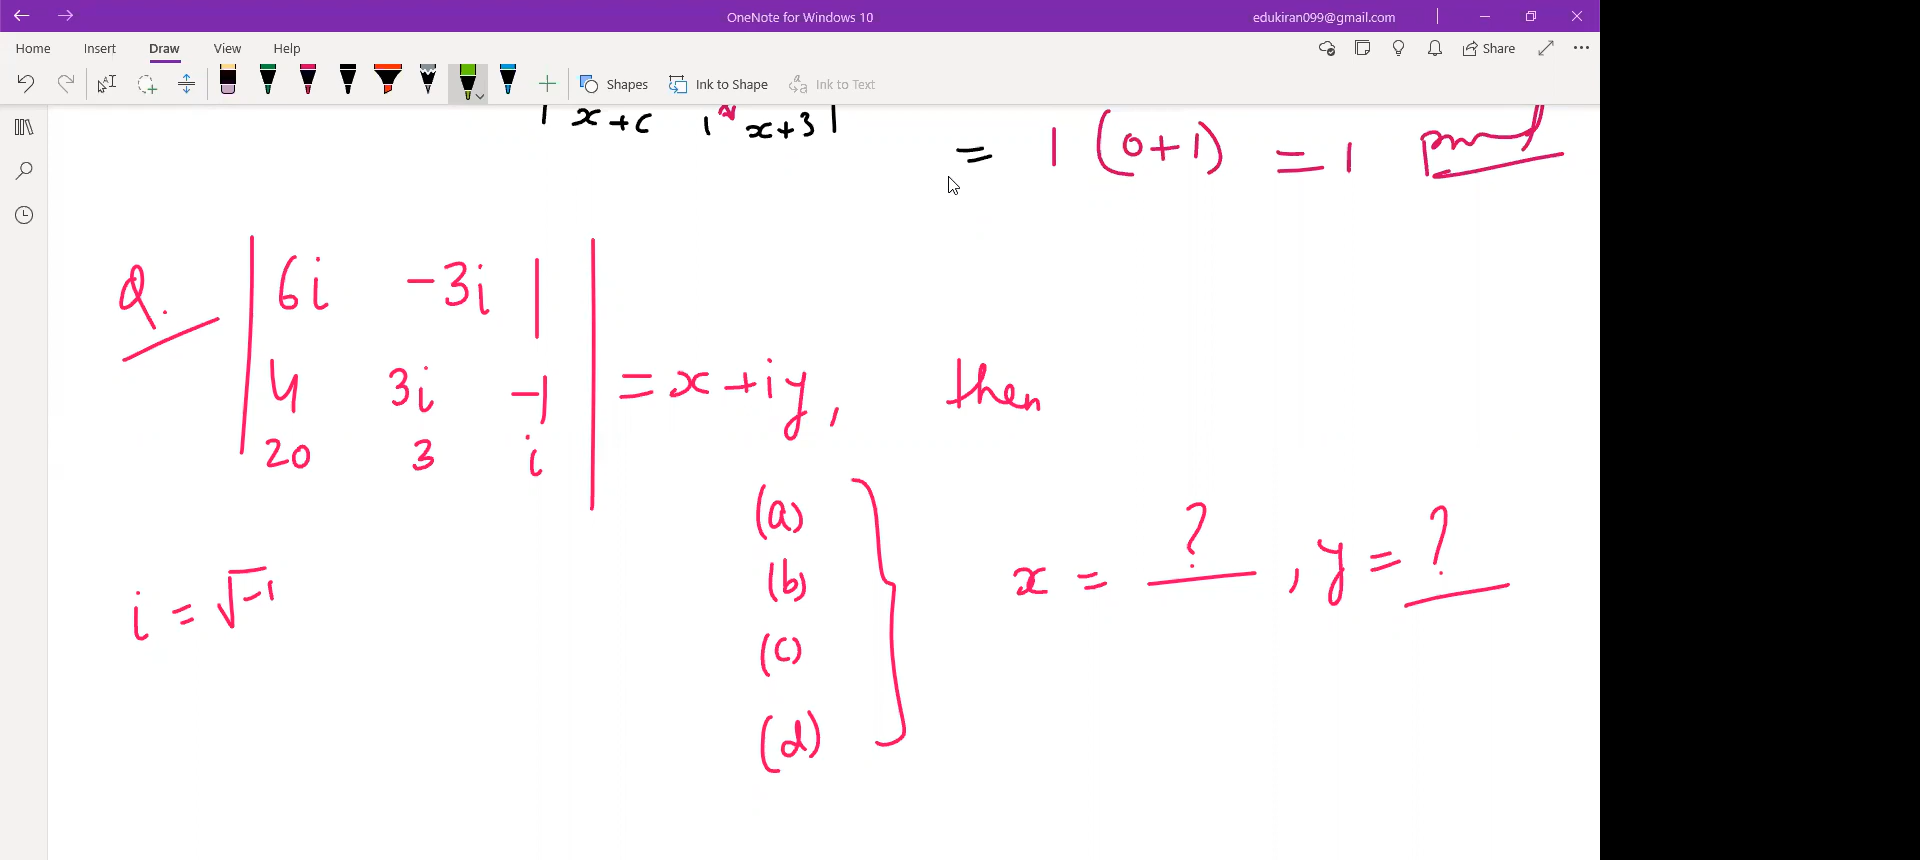 OneNote for Windows 10
edukiran099@gmail.com
Home Insert Draw View Help
Share
Shapes Ink to Shape Ink to Text
| x+c 1 x+3 |
= 1 (0+1) = 1
Q. | 6i -3i 1 |
4 3i -1 = x+iy, then
20 3 i
(a)
x = ?, y = ?
(b)
i = √-1
(c)
(d)